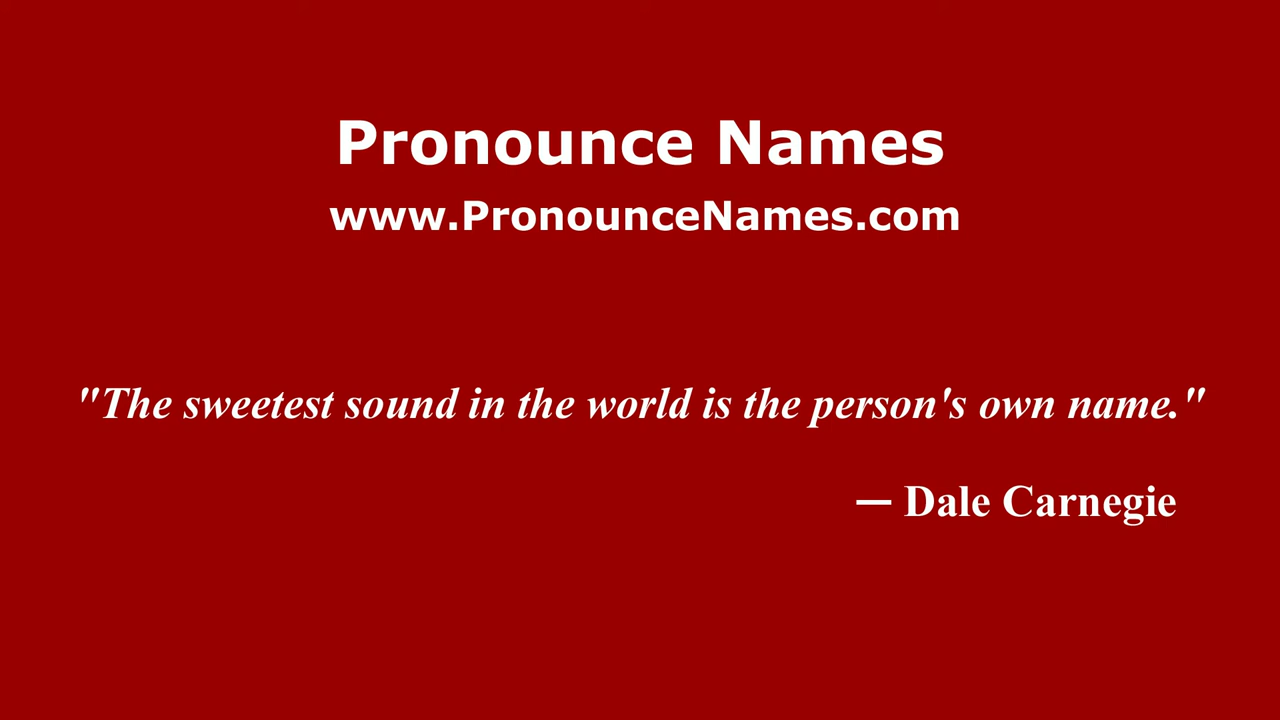 Pronounce Names
www.PronounceNames.com
"The sweetest sound in the world is the person's own name."
— Dale Carnegie